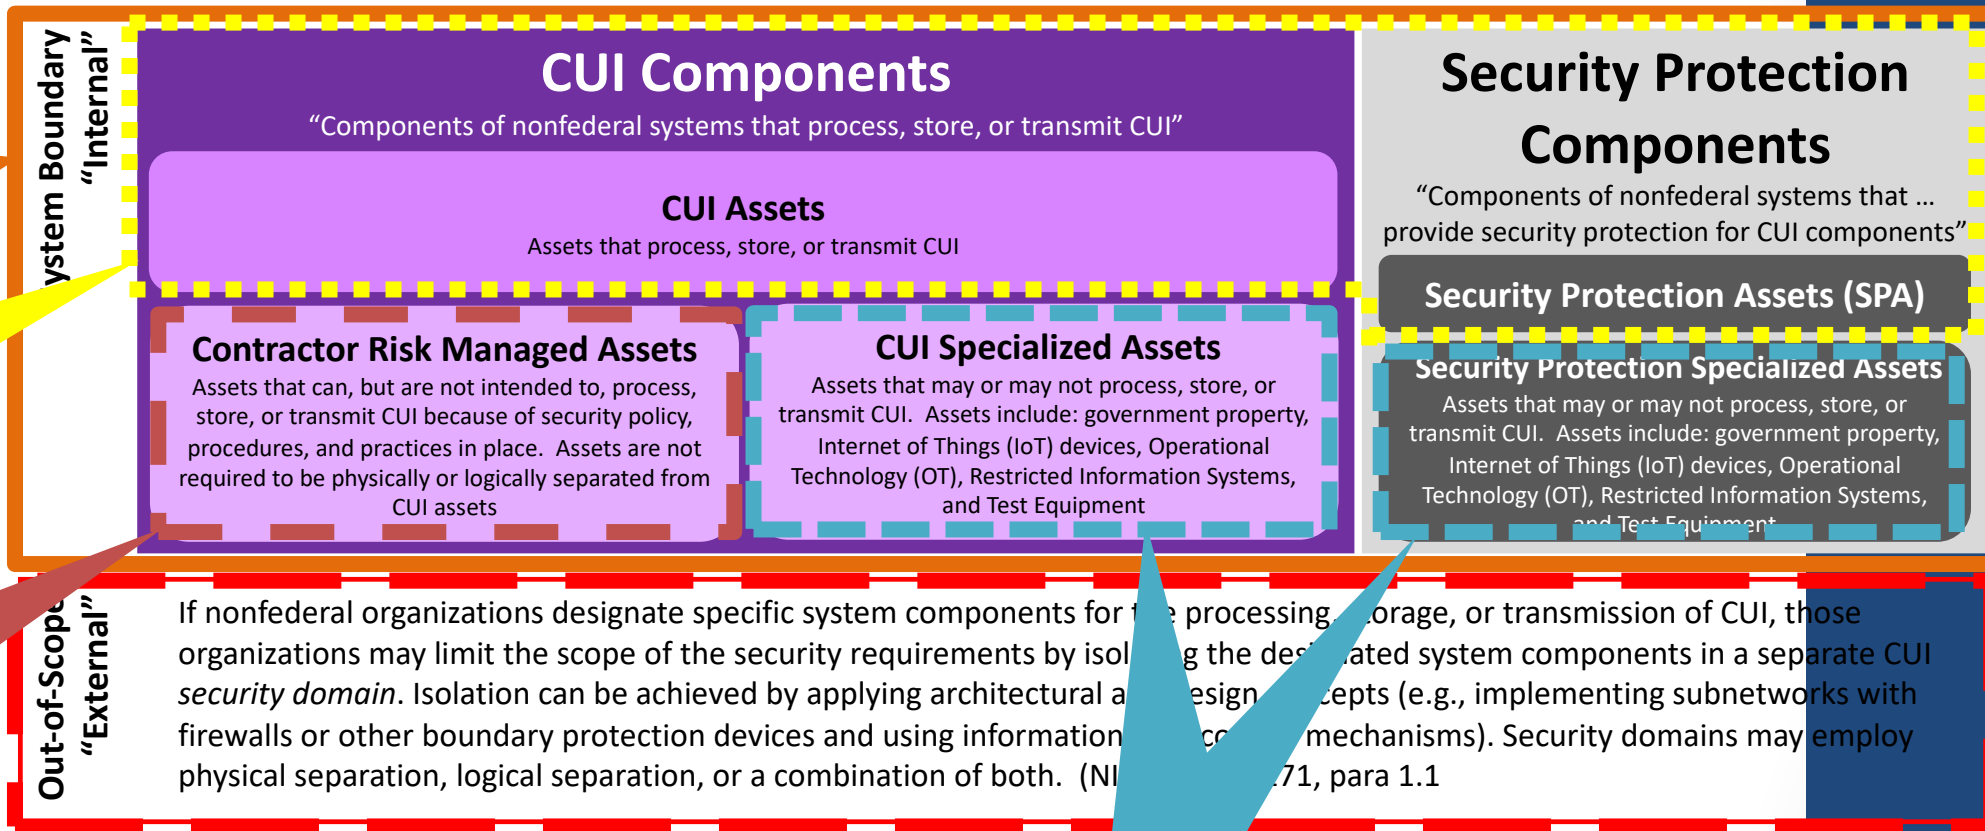 ystem Boundary
“Internal”
CUI Components
“Components of nonfederal systems that process, store, or transmit CUI”
CUI Assets
Assets that process, store, or transmit CUI
Contractor Risk Managed Assets
Assets that can, but are not intended to, process,
store, or transmit CUI because of security policy,
procedures, and practices in place. Assets are not
required to be physically or logically separated from
CUI assets
CUI Specialized Assets
Assets that may or may not process, store, or
transmit CUI. Assets include: government property,
Internet of Things (IoT) devices, Operational
Technology (OT), Restricted Information Systems,
and Test Equipment
Security Protection
Components
“Components of nonfederal systems that ...
provide security protection for CUI components”
Security Protection Assets (SPA)
Security Protection Specialized Assets
Assets that may or may not process, store, or
transmit CUI. Assets include: government property,
Internet of Things (IoT) devices, Operational
Technology (OT), Restricted Information Systems,
and Test Equipment
Out-of-Scope
“External”
If nonfederal organizations designate specific system components for processing, or transmission of CUI, those
organizations may limit the scope of the security requirements by the system components in a separate CUI
security domain. Isolation can be achieved by applying architectural (e.g., implementing subnetworks with
firewalls or other boundary protection devices and using information mechanisms). Security domains may employ
physical separation, logical separation, or a combination of both. 71, para 1.1